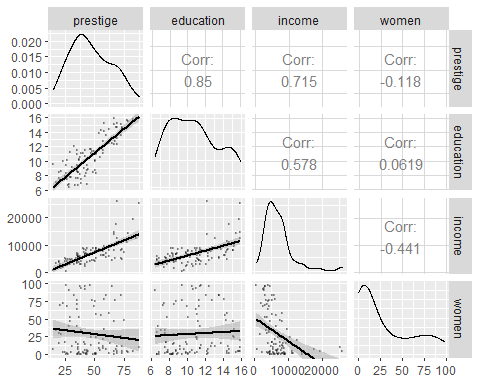 prestige education income women
0.020
0.015
0.010
0.005
0.000
Corr:
0.85
Corr:
0.715
Corr:
-0.118
prestige
16
14
12
10
8
6
Corr:
0.578
Corr:
0.0619
education
20000
10000
0
Corr:
-0.441
income
100
75
50
25
0
women
25 50 75
6 8 10 12 14 16
0 10000 20000
0 25 50 75 100